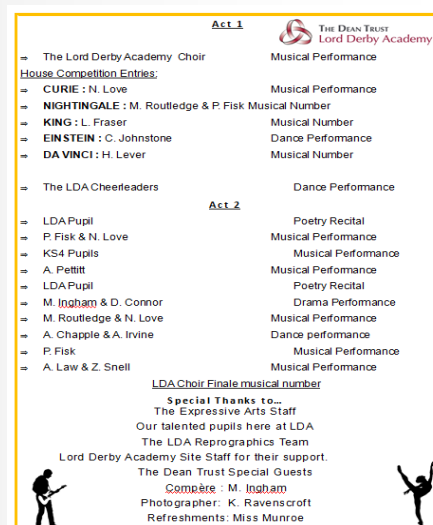 Act 1
THE DEAN TRUST
Lord Derby Academy
⇒ The Lord Derby Academy Choir Musical Performance
House Competition Entries:
⇒ CURIE : N. Love Musical Performance
⇒ NIGHTINGALE : M. Routledge & P. Fisk Musical Number
⇒ KING : L. Fraser Musical Number
⇒ EINSTEIN : C. Johnstone Dance Performance
⇒ DA VINCI : H. Lever Musical Number
⇒ The LDA Cheerleaders Dance Performance
Act 2
⇒ LDA Pupil Poetry Recital
⇒ P. Fisk & N. Love Musical Performance
⇒ KS4 Pupils Musical Performance
⇒ A. Pettitt Musical Performance
⇒ LDA Pupil Poetry Recital
⇒ M. Ingham & D. Connor Drama Performance
⇒ M. Routledge & N. Love Musical Performance
⇒ A. Chapple & A. Irvine Dance performance
⇒ P. Fisk Musical Performance
⇒ A. Law & Z. Snell Musical Performance
LDA Choir Finale musical number
Special Thanks to…
The Expressive Arts Staff
Our talented pupils here at LDA
The LDA Reprographics Team
Lord Derby Academy Site Staff for their support.
The Dean Trust Special Guests
Compère : M. Ingham
Photographer: K. Ravenscroft
Refreshments: Miss Munroe